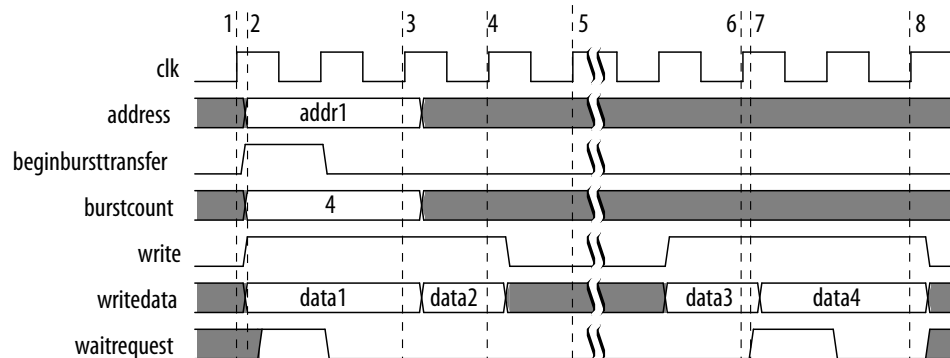 1 2 3 4 5 6 7 8
clk
address addr1
beginbursttransfer
burstcount 4
write
writedata data1 data2 data3 data4
waitrequest